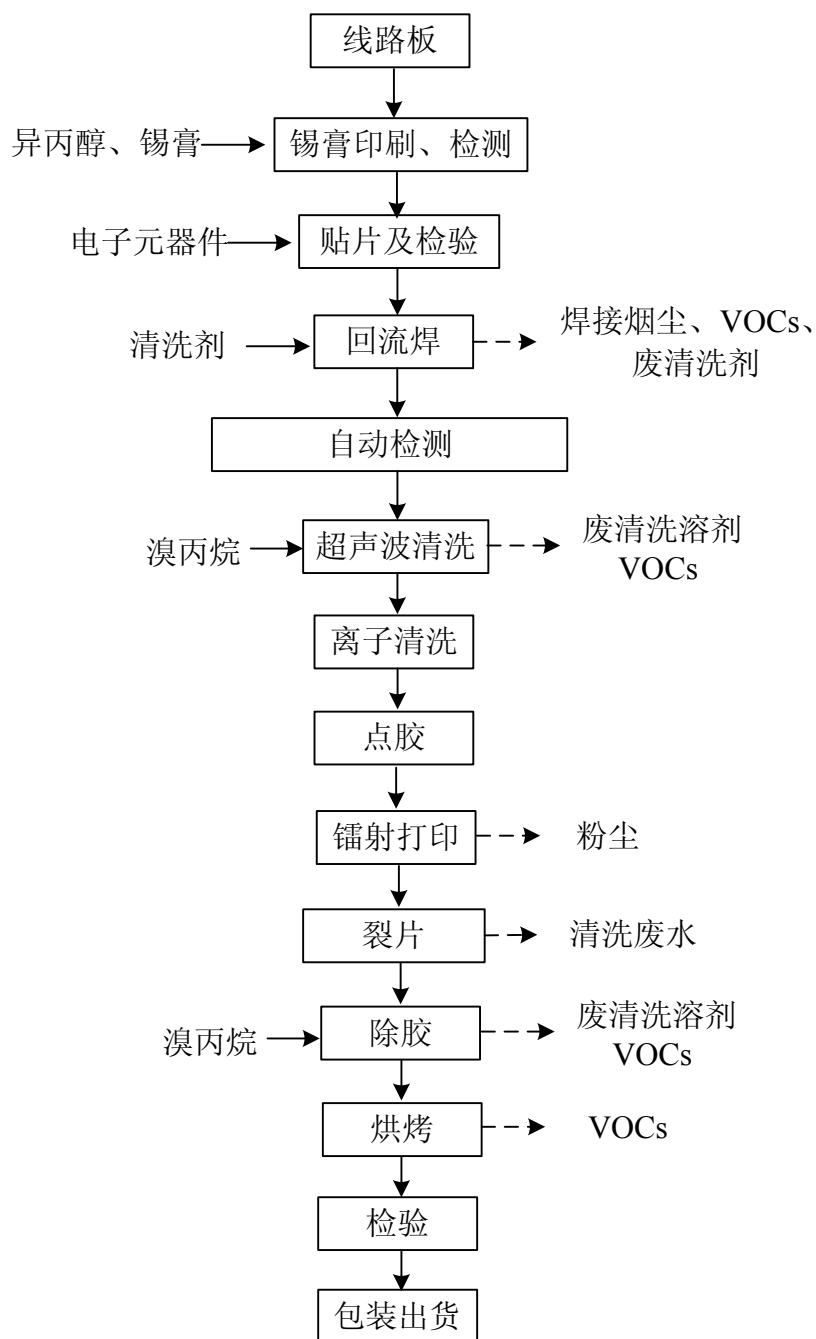 线路板
异丙醇、锡膏
锡膏印刷、检测
电子元器件
贴片及检验
清洗剂
回流焊
焊接烟尘、VOCs、
废清洗剂
自动检测
溴丙烷
超声波清洗
废清洗溶剂
VOCs
离子清洗
点胶
镭射打印
粉尘
裂片
清洗废水
溴丙烷
除胶
废清洗溶剂
VOCs
烘烤
VOCs
检验
包装出货